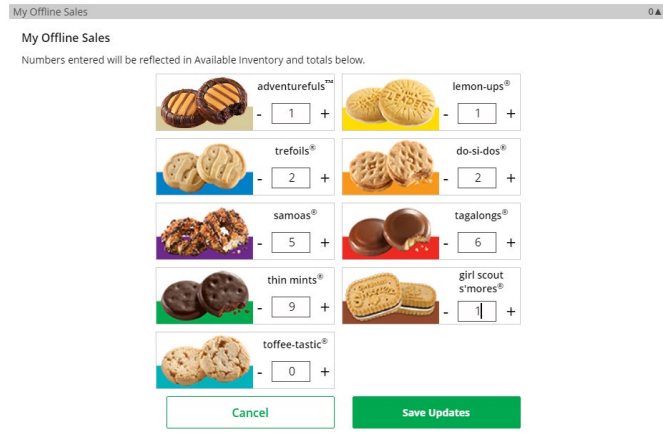 My Offline Sales
0▲
My Offline Sales
Numbers entered will be reflected in Available Inventory and totals below.
adventurefuls™
- 1 +
lemon-ups®
- 1 +
trefoils®
- 2 +
do-si-dos®
- 2 +
samoas®
- 5 +
tagalongs®
- 6 +
thin mints®
- 9 +
girl scout
s'mores®
- 1 +
toffee-tastic®
- 0 +
Cancel
Save Updates